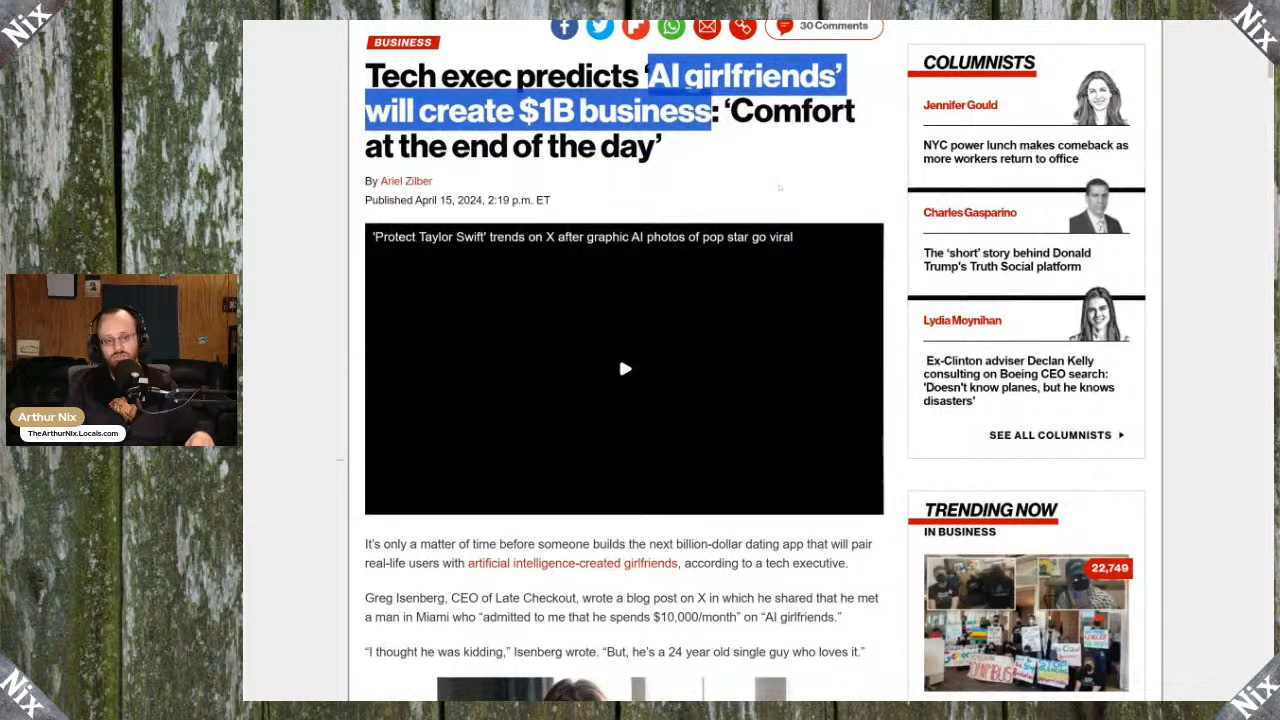 Nix
Nix
30 Comments
BUSINESS
Tech exec predicts ‘AI girlfriends’
will create $1B business: ‘Comfort
at the end of the day’
By Ariel Zilber
Published April 15, 2024, 2:19 p.m. ET
'Protect Taylor Swift' trends on X after graphic AI photos of pop star go viral
It’s only a matter of time before someone builds the next billion-dollar dating app that will pair
real-life users with artificial intelligence-created girlfriends, according to a tech executive.
Greg Isenberg, CEO of Late Checkout, wrote a blog post on X in which he shared that he met
a man in Miami who “admitted to me that he spends $10,000/month” on “AI girlfriends.”
“I thought he was kidding,” Isenberg wrote. “But, he’s a 24 year old single guy who loves it.”
COLUMNISTS
Jennifer Gould
NYC power lunch makes comeback as
more workers return to office
Charles Gasparino
The ‘short’ story behind Donald
Trump's Truth Social platform
Lydia Moynihan
Ex-Clinton adviser Declan Kelly
consulting on Boeing CEO search:
'Doesn't know planes, but he knows
disasters'
SEE ALL COLUMNISTS
TRENDING NOW
IN BUSINESS
22,749
Arthur Nix
TheArthurNix.Locals.com
Nix
Nix